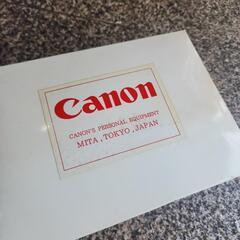 Canon
CANON'S PERSONAL EQUIPMENT
MITA, TOKYO, JAPAN